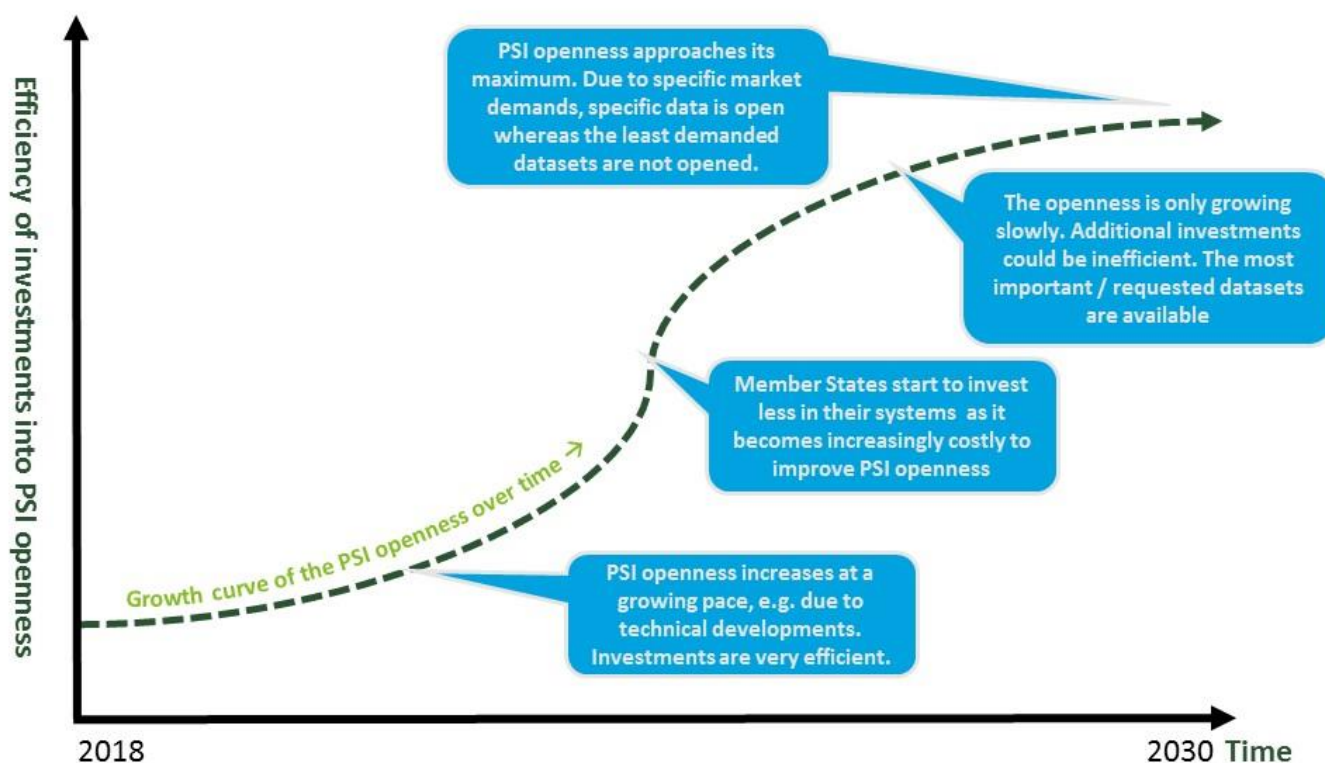 Efficiency of investments into PSI openness
PSI openness approaches its
maximum. Due to specific market
demands, specific data is open
whereas the least demanded
datasets are not opened.
The openness is only growing
slowly. Additional investments
could be inefficient. The most
important / requested datasets
are available
Member States start to invest
less in their systems as it
becomes increasingly costly to
improve PSI openness
Growth curve of the PSI openness over time →
PSI openness increases at a
growing pace, e.g. due to
technical developments.
Investments are very efficient.
2018
2030 Time